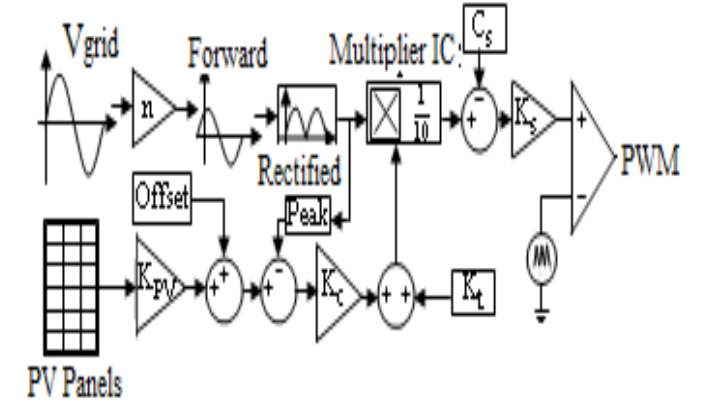 Vgrid
n
Forward
Rectified
Multiplier IC:
1
10
Cs
+ -
Ks
+
-
PWM
Offset
Peak
PV Panels
KPV
+ +
+ -
Kc
+ +
Kt